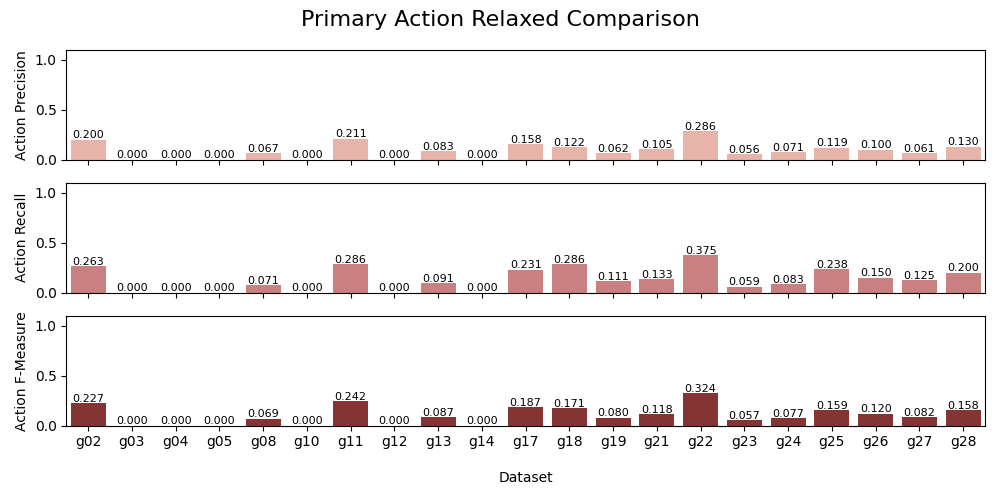 Primary Action Relaxed Comparison
Action Precision
1.0
0.5
0.0
0.200 0.000 0.000 0.000 0.067 0.000 0.211 0.000 0.083 0.000 0.158 0.122 0.062 0.105 0.286 0.056 0.071 0.119 0.100 0.061 0.130
Action Recall
1.0
0.5
0.0
0.263 0.000 0.000 0.000 0.071 0.000 0.286 0.000 0.091 0.000 0.231 0.286 0.111 0.133 0.375 0.059 0.083 0.238 0.150 0.125 0.200
Action F-Measure
1.0
0.5
0.0
0.227 0.000 0.000 0.000 0.069 0.000 0.242 0.000 0.087 0.000 0.187 0.171 0.080 0.118 0.324 0.057 0.077 0.159 0.120 0.082 0.158
g02 g03 g04 g05 g08 g10 g11 g12 g13 g14 g17 g18 g19 g21 g22 g23 g24 g25 g26 g27 g28
Dataset